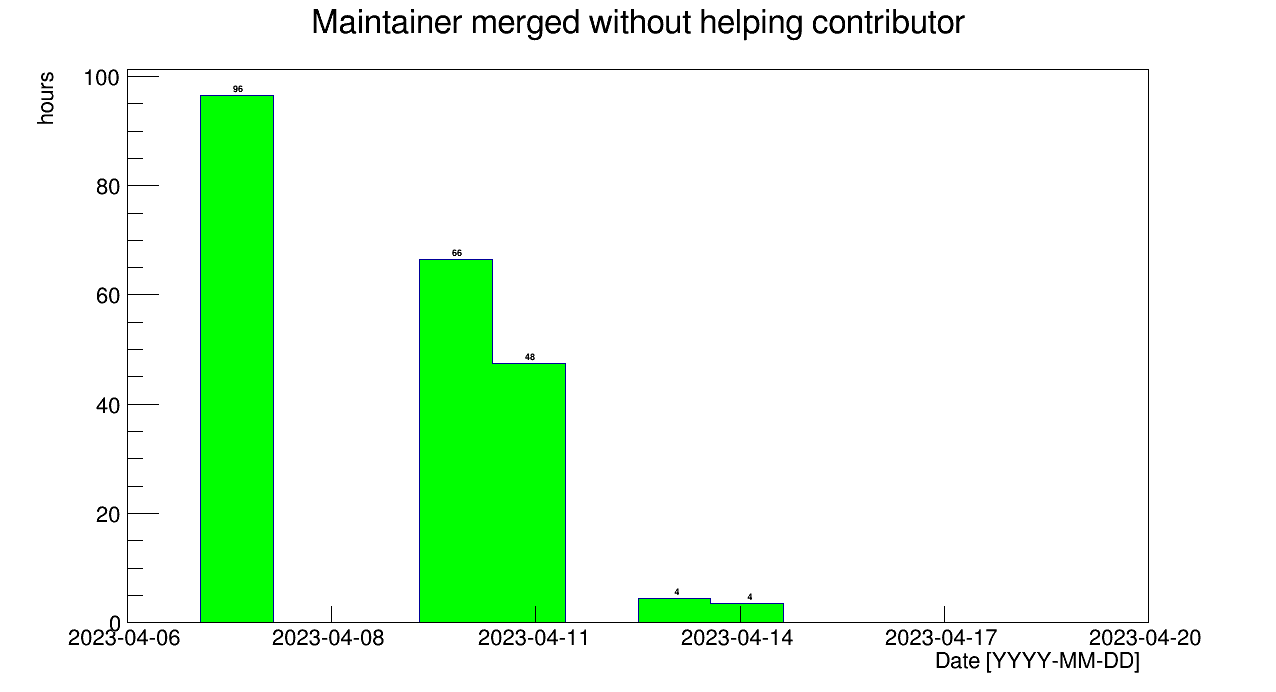 Maintainer merged without helping contributor
hours
100
80
60
40
20
0
96
66
48
4
4
2023-04-06 2023-04-08 2023-04-11 2023-04-14 2023-04-17 2023-04-20
Date [YYYY-MM-DD]